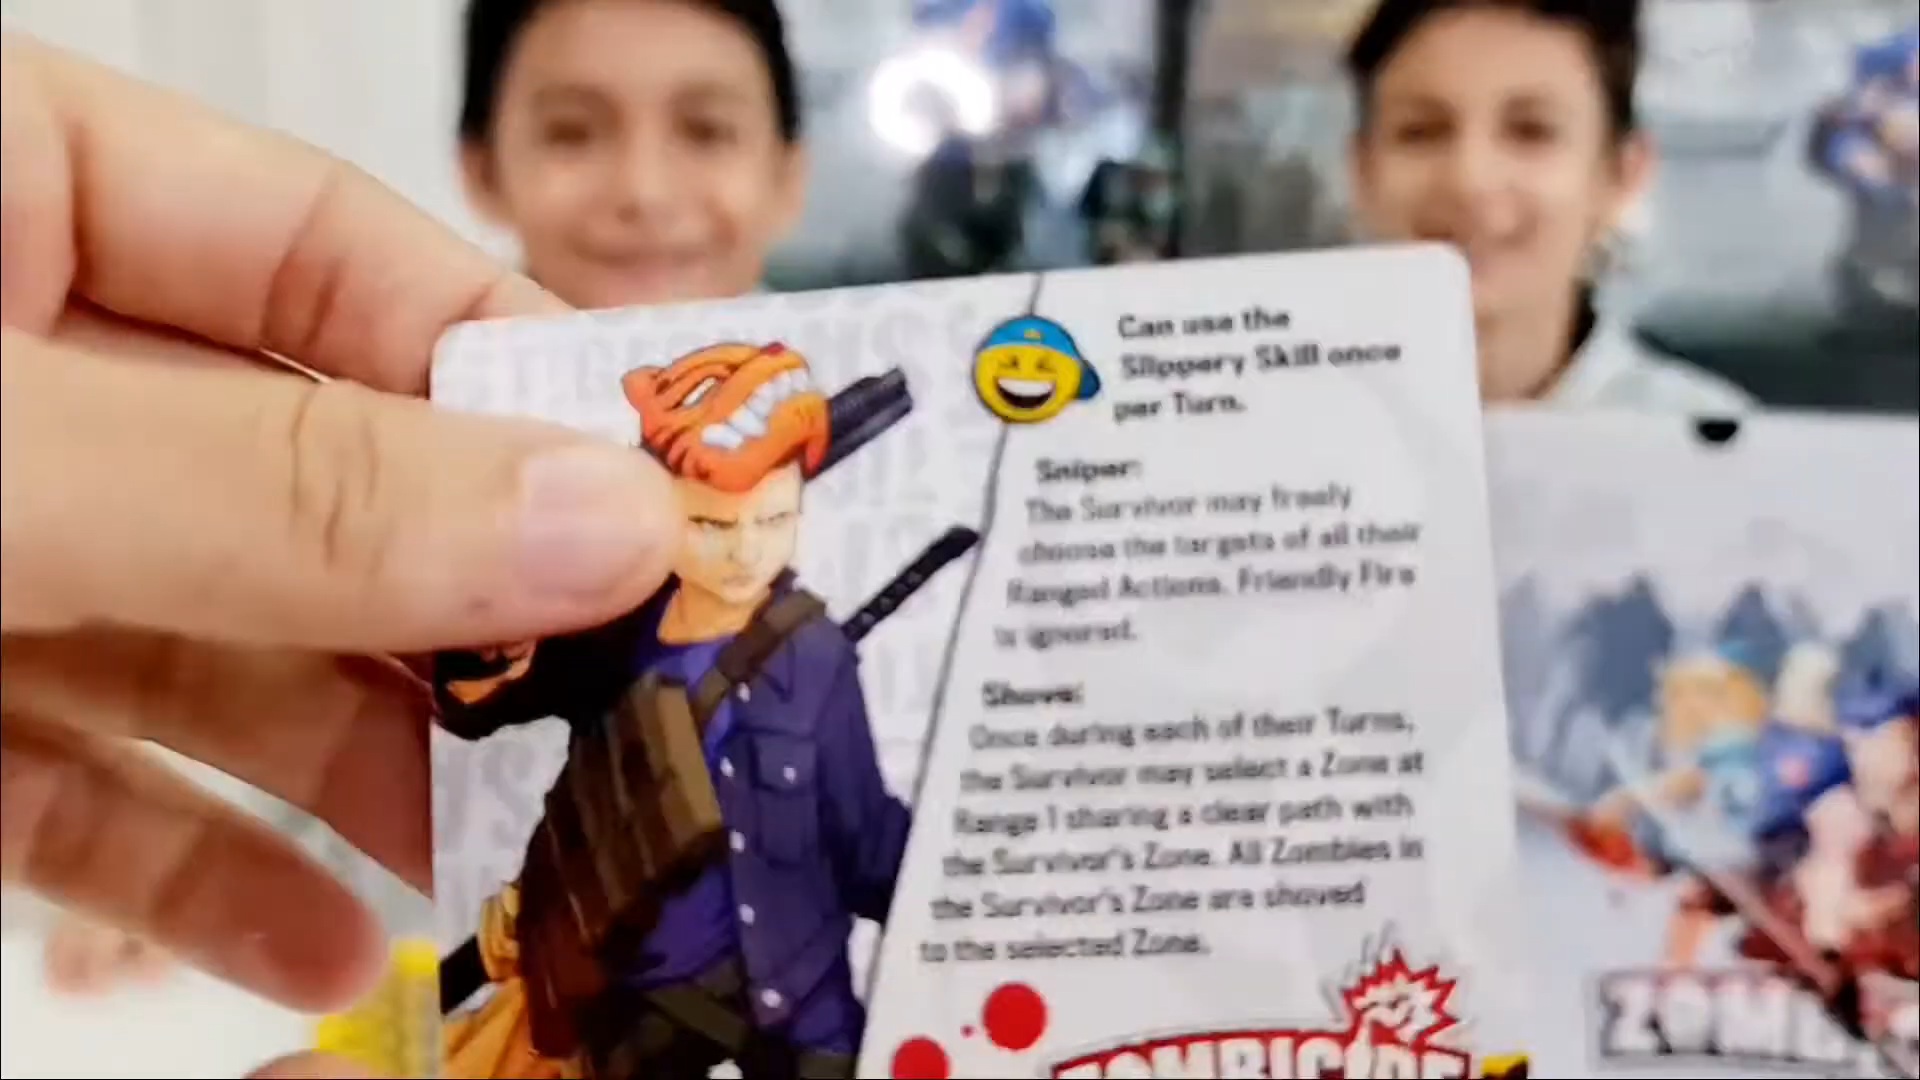 Can use the
Slippery Skill once
per Turn.
Sniper:
The Survivor may freely
choose the targets of all their
Ranged Actions. Friendly Fire
is ignored.
Shove:
Once during each of their Turns,
the Survivor may select a Zone at
Range 1 sharing a clear path with
the Survivor's Zone. All Zombies in
the Survivor's Zone are shoved
to the selected Zone.
ZOMBICIDE
ZOMB